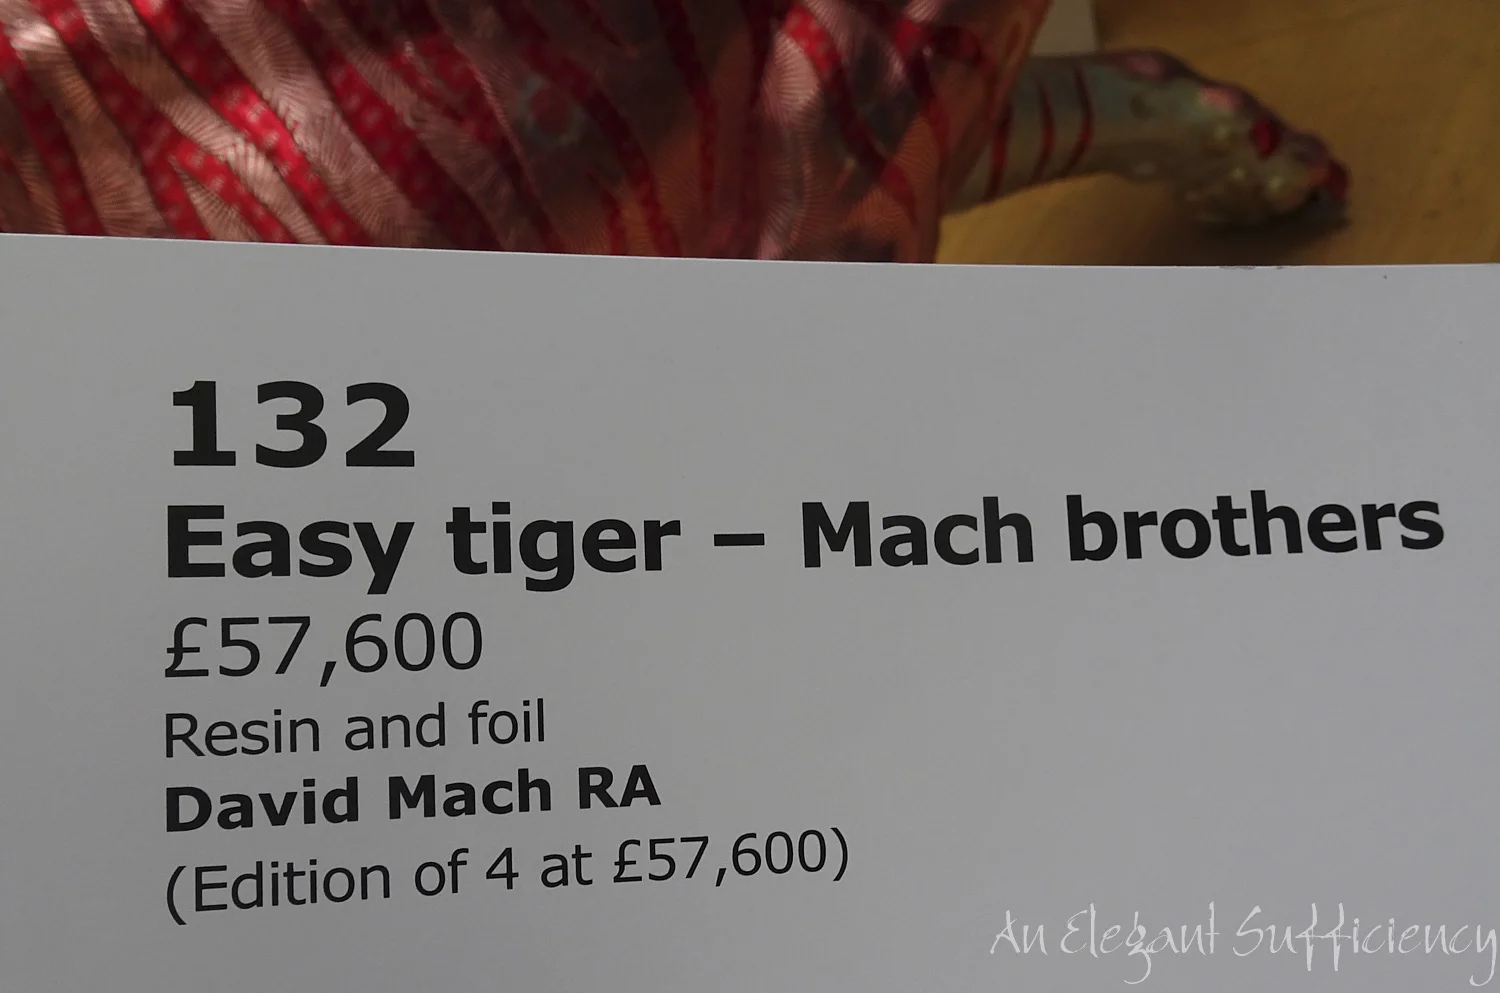 132
Easy tiger – Mach brothers
£57,600
Resin and foil
David Mach RA
(Edition of 4 at £57,600)
An Elegant Sufficiency